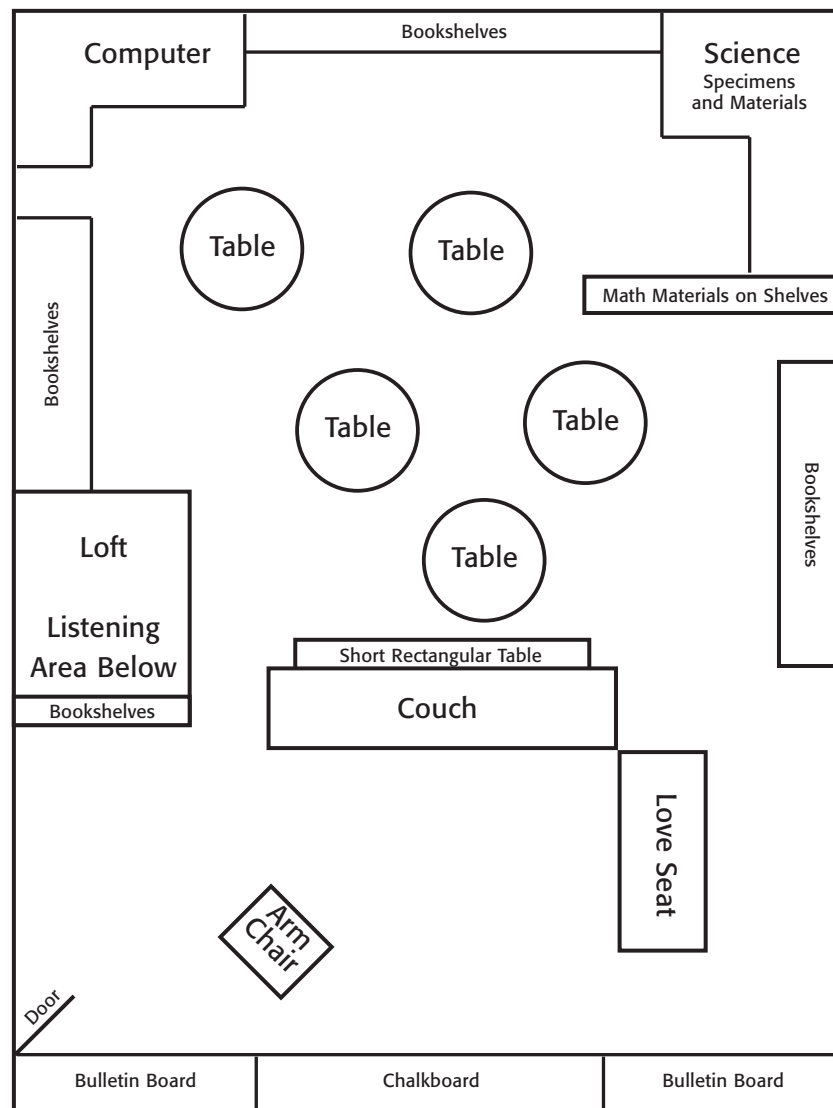 Computer
Bookshelves
Science
Specimens
and Materials
Table
Table
Math Materials on Shelves
Bookshelves
Table
Table
Bookshelves
Loft
Table
Listening
Area Below
Short Rectangular Table
Bookshelves
Couch
Love Seat
Arm
Chair
Door
Bulletin Board
Chalkboard
Bulletin Board